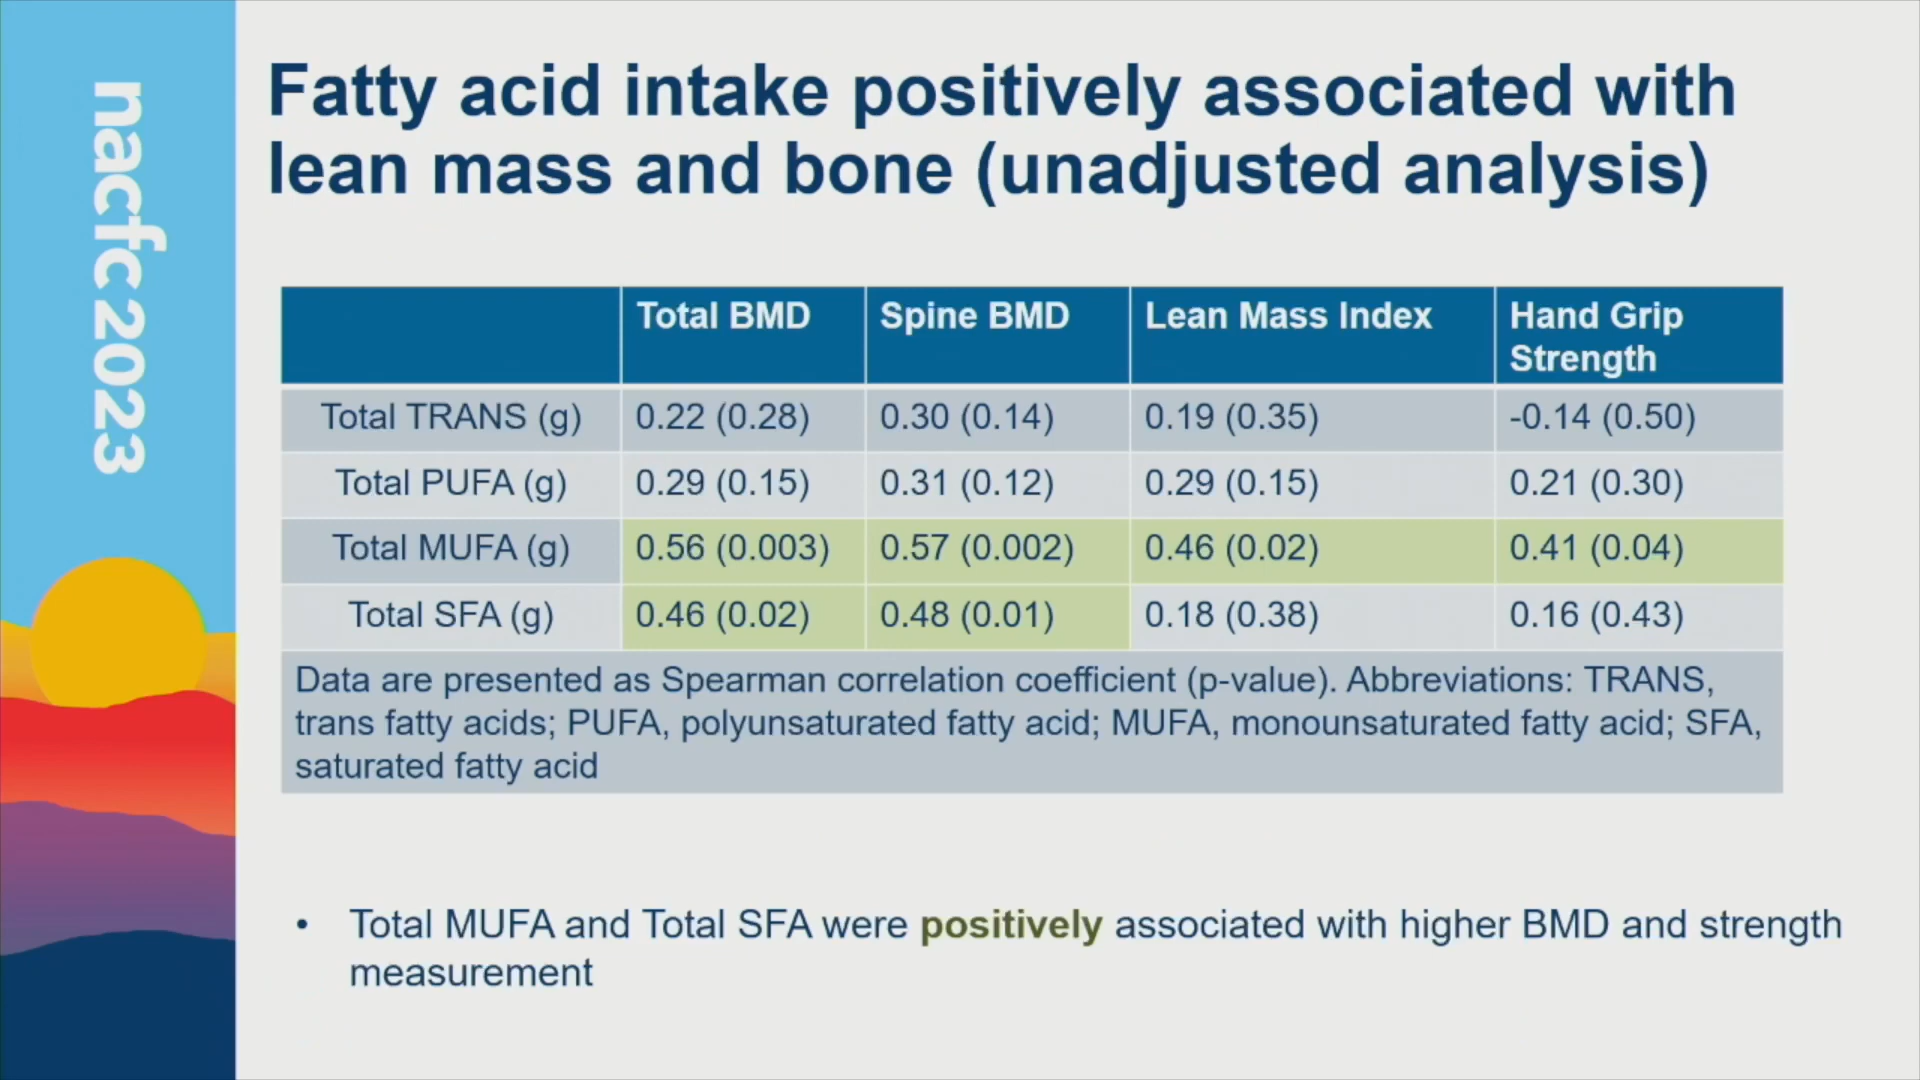 nacfc 2023
Fatty acid intake positively associated with
lean mass and bone (unadjusted analysis)
Total BMD Spine BMD Lean Mass Index Hand Grip
Strength
Total TRANS (g) 0.22 (0.28) 0.30 (0.14) 0.19 (0.35) -0.14 (0.50)
Total PUFA (g) 0.29 (0.15) 0.31 (0.12) 0.29 (0.15) 0.21 (0.30)
Total MUFA (g) 0.56 (0.003) 0.57 (0.002) 0.46 (0.02) 0.41 (0.04)
Total SFA (g) 0.46 (0.02) 0.48 (0.01) 0.18 (0.38) 0.16 (0.43)
Data are presented as Spearman correlation coefficient (p-value). Abbreviations: TRANS,
trans fatty acids; PUFA, polyunsaturated fatty acid; MUFA, monounsaturated fatty acid; SFA,
saturated fatty acid
• Total MUFA and Total SFA were positively associated with higher BMD and strength
measurement